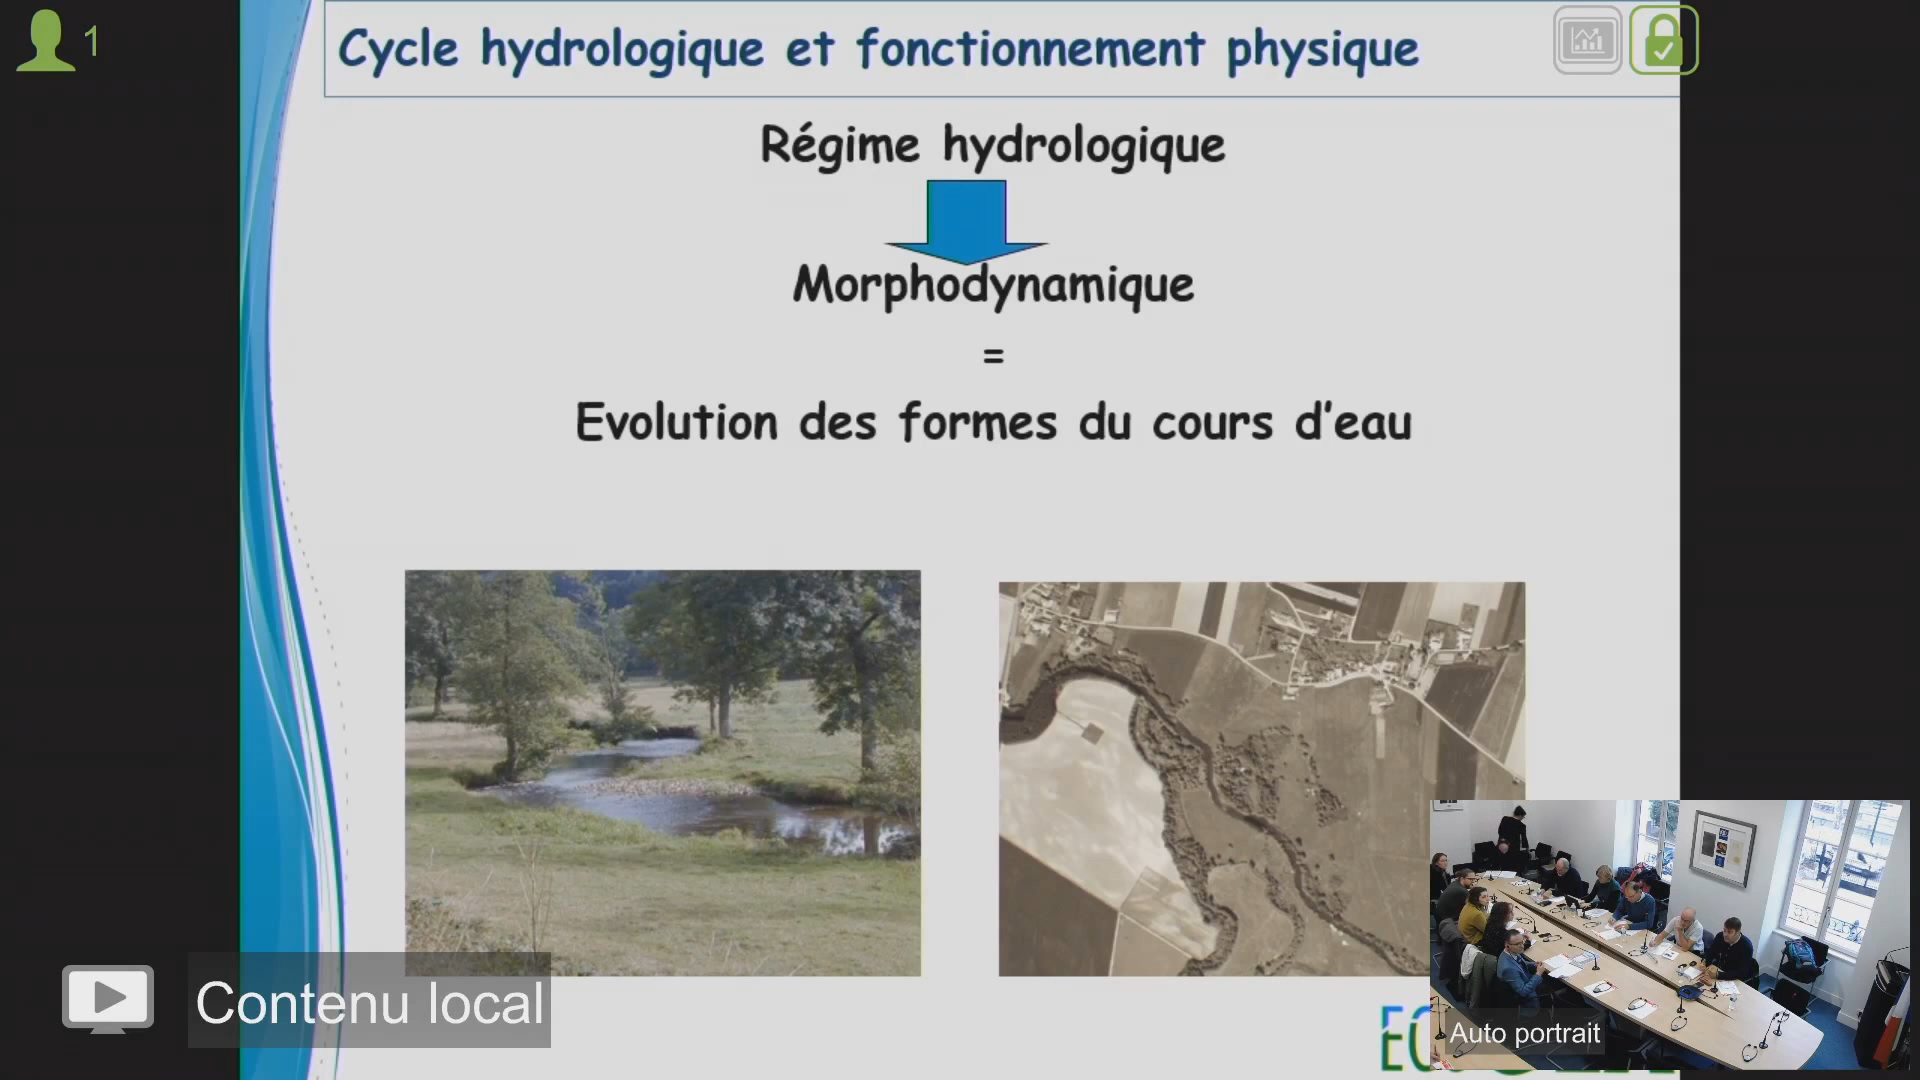 1
Cycle hydrologique et fonctionnement physique
Régime hydrologique
Morphodynamique
=
Evolution des formes du cours d'eau
Contenu local
Auto portrait